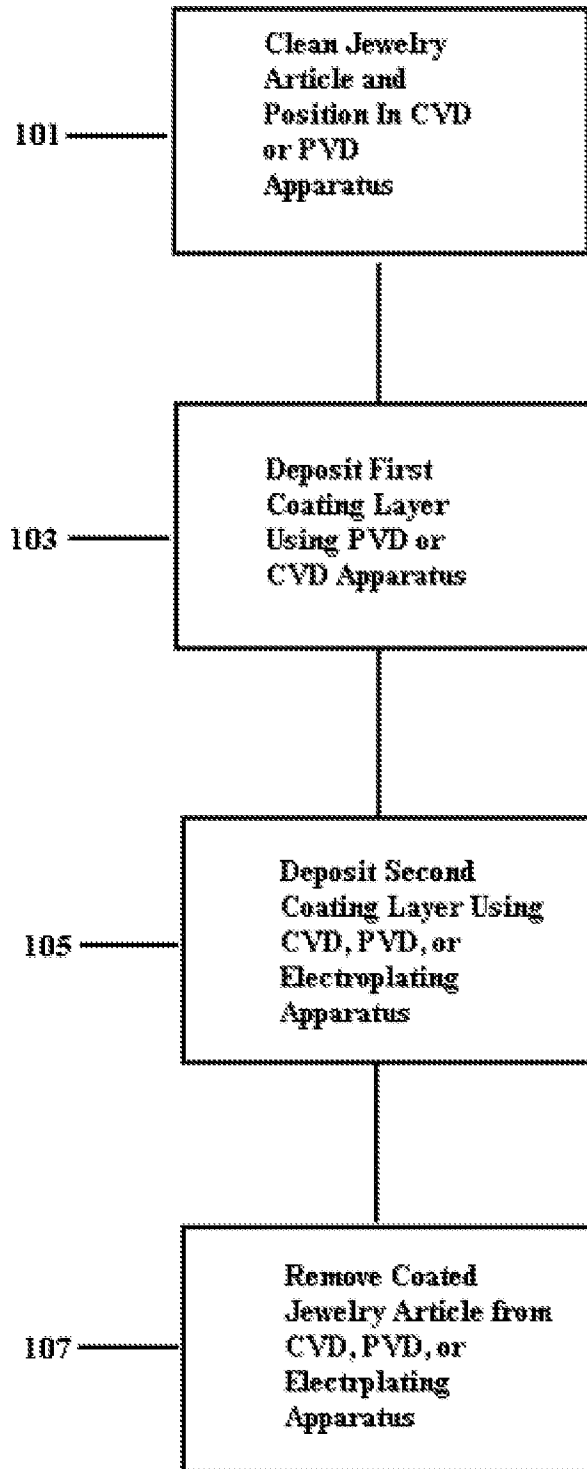 Clean Jewelry
Article and
Position In CVD
or PVD
Apparatus
101
Deposit First
Coating Layer
Using PVD or
CVD Apparatus
103
Deposit Second
Coating Layer Using
CVD, PVD, or
Electroplating
Apparatus
105
Remove Coated
Jewelry Article from
CVD, PVD, or
Electrplating
Apparatus
107